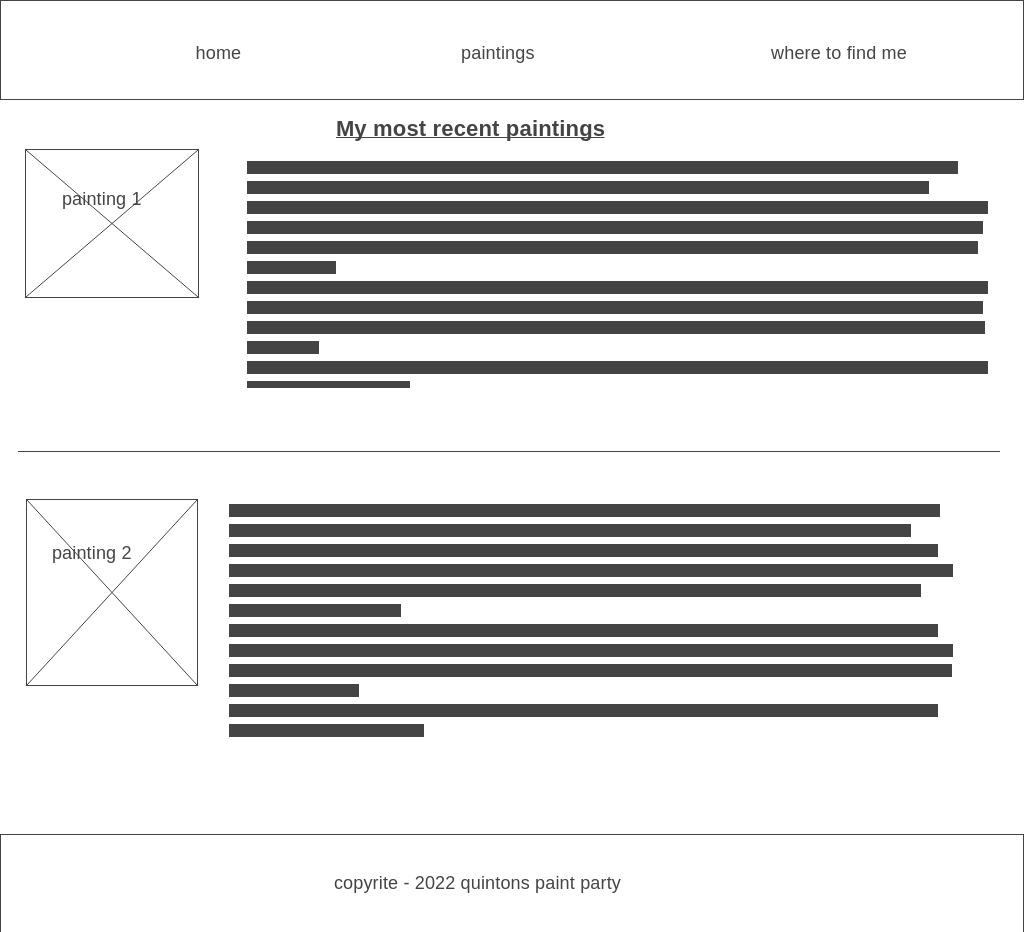 home paintings where to find me
My most recent paintings
painting 1
painting 2
copyrite - 2022 quintons paint party